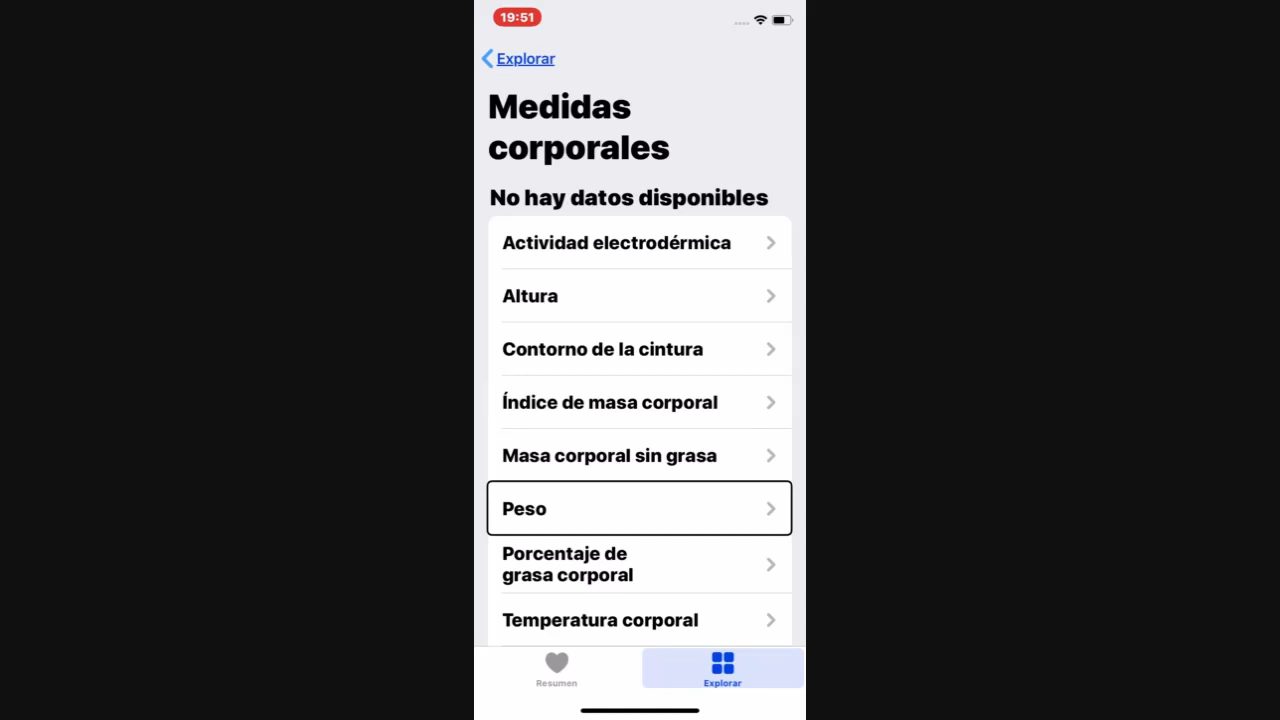 19:51
Explorar
Medidas
corporales
No hay datos disponibles
Actividad electrodérmica
Altura
Contorno de la cintura
Índice de masa corporal
Masa corporal sin grasa
Peso
Porcentaje de
grasa corporal
Temperatura corporal
Resumen
Explorar